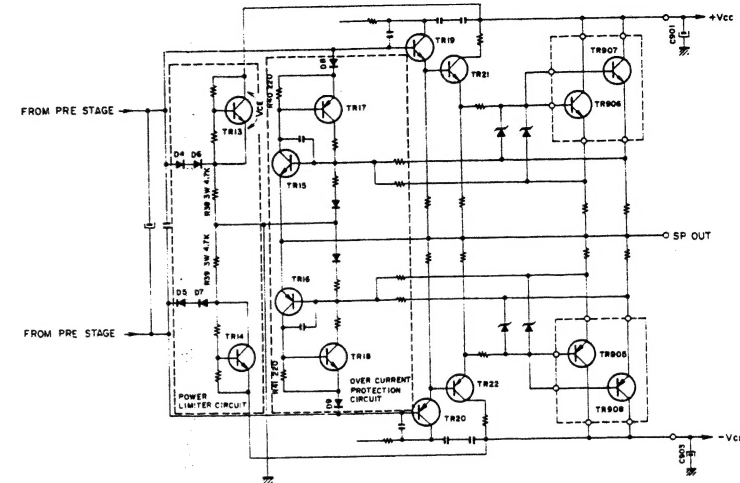 TR19
+Vcc
C901
D8
TR907
TR21
R40 220
TR17
VCE
FROM PRE STAGE
TR13
TR906
D4 D6
TR15
R38 3W 4.7K
SP OUT
R39 3W 4.7K
TR16
D5 D7
FROM PRE STAGE
TR14
TR18
TR905
R41 220
OVER CURRENT
PROTECTION
CIRCUIT
POWER
LIMITER CIRCUIT
TR22
TR908
D9
TR20
-Vcc
C903